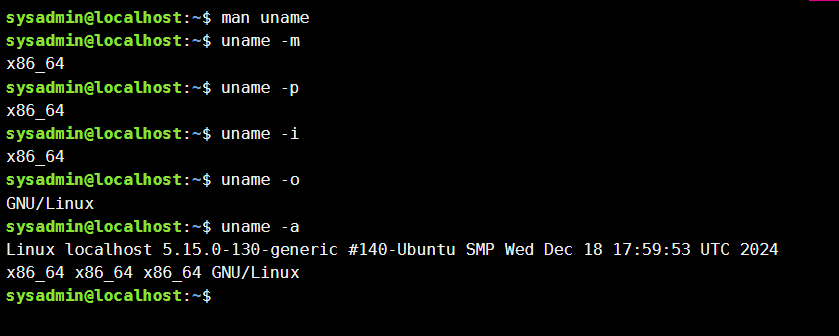 sysadmin@localhost:~$ man uname
sysadmin@localhost:~$ uname -m
x86_64
sysadmin@localhost:~$ uname -p
x86_64
sysadmin@localhost:~$ uname -i
x86_64
sysadmin@localhost:~$ uname -o
GNU/Linux
sysadmin@localhost:~$ uname -a
Linux localhost 5.15.0-130-generic #140-Ubuntu SMP Wed Dec 18 17:59:53 UTC 2024
x86_64 x86_64 x86_64 GNU/Linux
sysadmin@localhost:~$